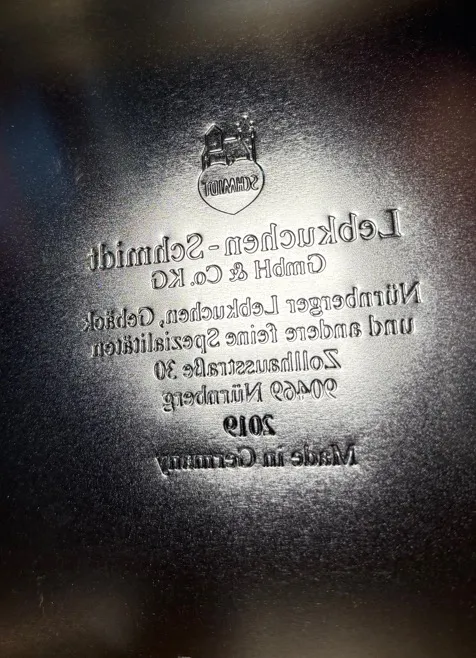 SCHMIDT
Lebkuchen - Schmidt
GmbH & Co. KG
Nürnberger Lebkuchen, Gebäck
und andere feine Spezialitäten
Zollhausstraße 30
90469 Nürnberg
2019
Made in Germany